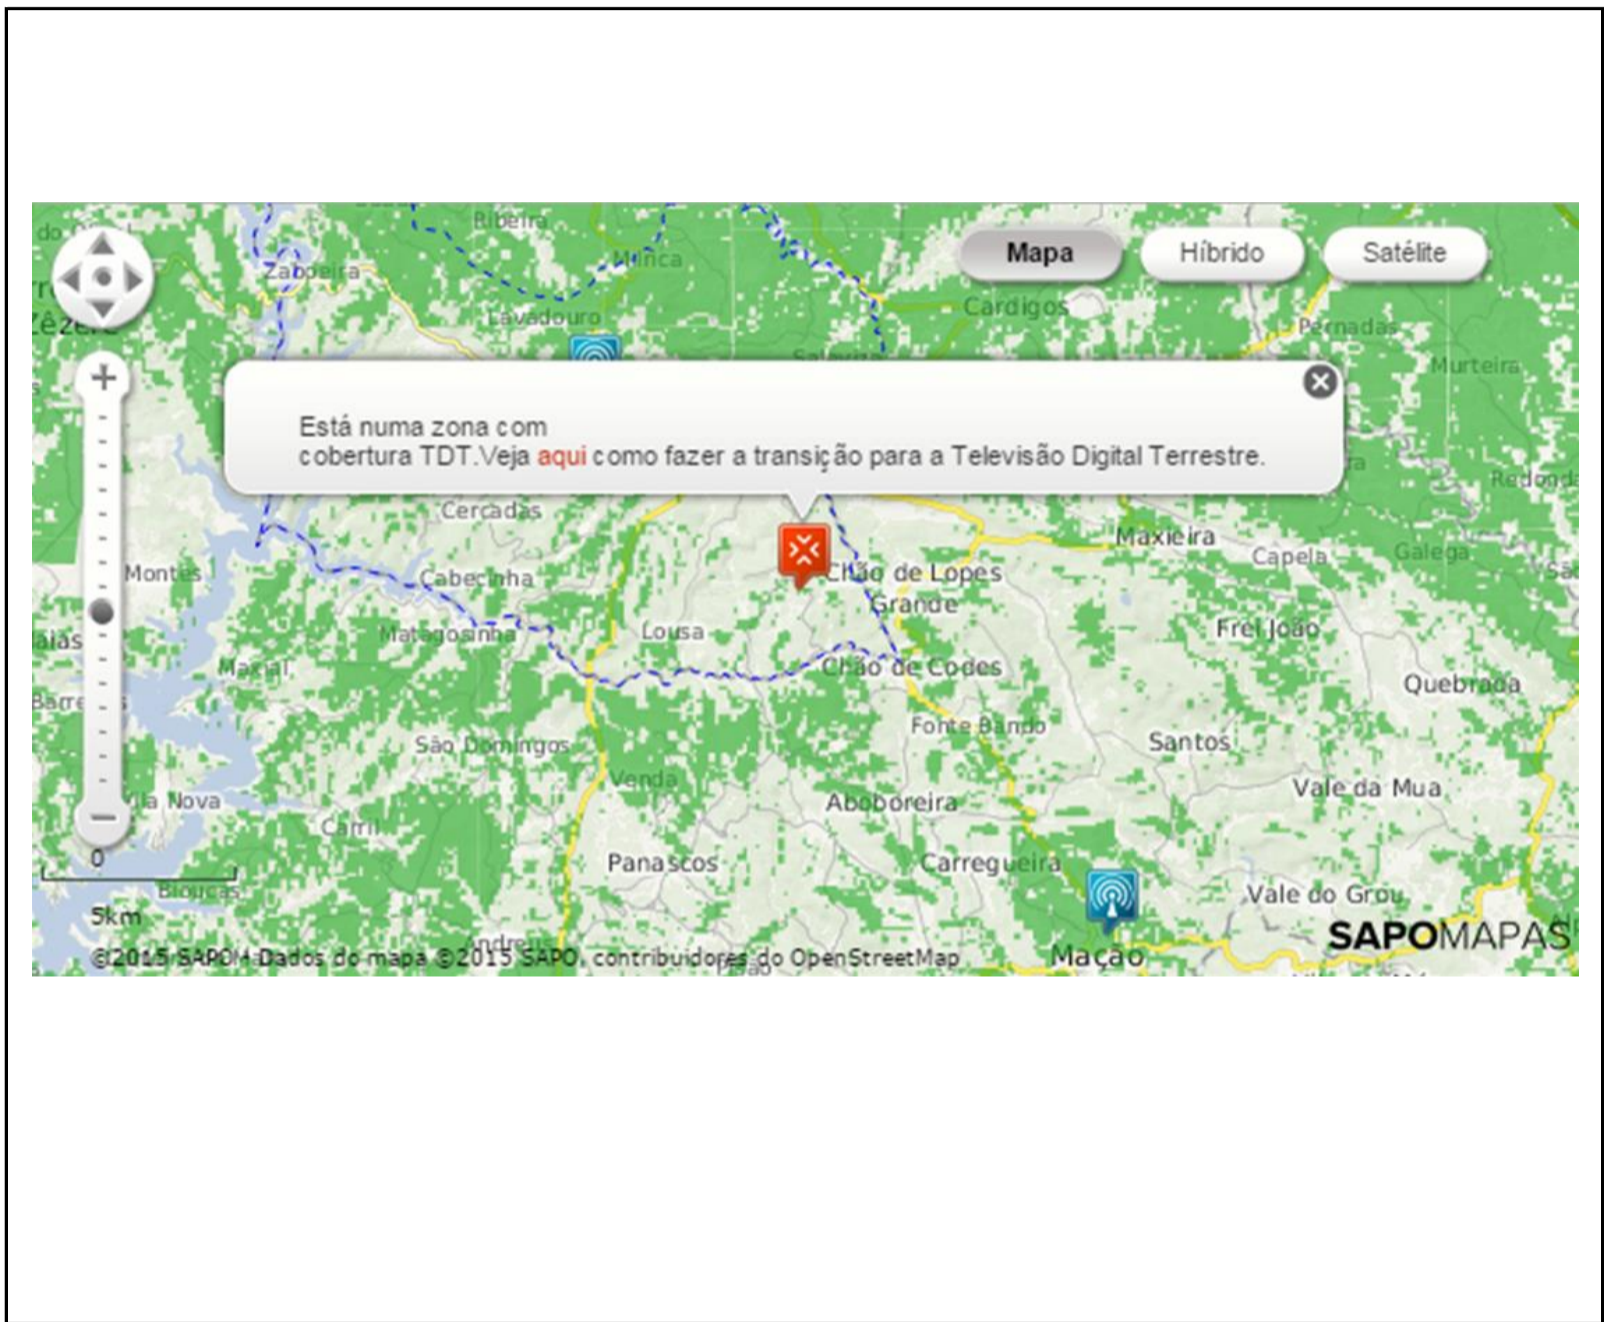 Ribeira
Milrica
Zaboeira
Mapa
Híbrido
Satélite
Cardigos
Lavadouro
Pernadas
Murteira
Está numa zona com
cobertura TDT.Veja aqui como fazer a transição para a Televisão Digital Terrestre.
Redonda
Cercadas
Maxieira
Capela
Galega
Montes
Cabecinha
Chão de Lopes
Grande
Matagosinha
Lousa
Frei João
Maxial
Chão de Codes
Quebrada
Fonte Bando
São Domingos
Santos
Venda
Vale da Mua
Vila Nova
Aboboreira
Carril
Panascos
Carregueira
0
Bioucas
Vale do Grou
5km
SAPOMAPAS
©2015 SAPO - Dados do mapa ©2015 SAPO, contribuidores do OpenStreetMap
Mação